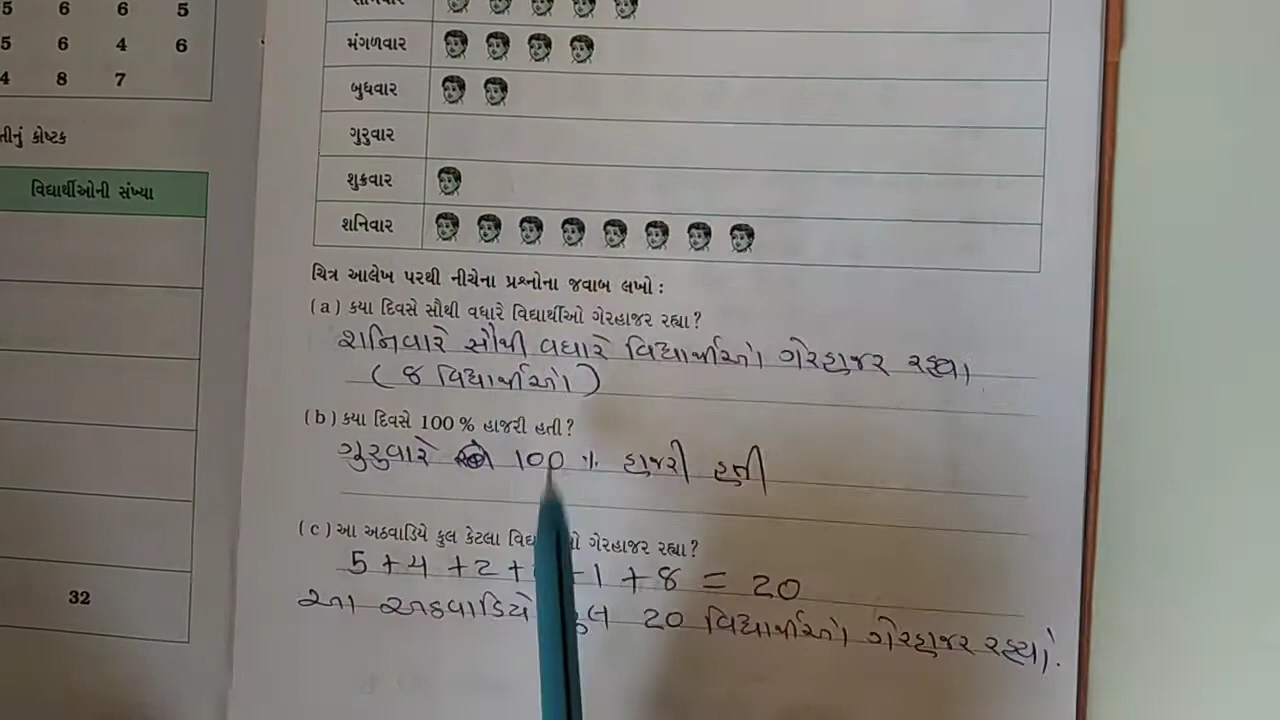 5 6 6 5
5 6 4 6
4 8 7
કોષ્ટક
વિદ્યાર્થીઓની સંખ્યા
32
મંગળવાર
બુધવાર
ગુરુવાર
શુક્રવાર
શનિવાર
ચિત્ર આલેખ પરથી નીચેના પ્રશ્નોના જવાબ લખો :
(a) કયા દિવસે સૌથી વધારે વિદ્યાર્થીઓ ગેરહાજર રહ્યા?
શનિવારે સૌથી વધારે વિદ્યાર્થીઓ ગેરહાજર રહ્યા
( 8 વિદ્યાર્થીઓ )
(b) કયા દિવસે 100 % હાજરી હતી?
ગુરુવારે 100 % હાજરી હતી
(c) આ અઠવાડિયે કુલ કેટલા ગેરહાજર રહ્યા?
5 + 4 + 2 + 1 + 8 = 20
આ અઠવાડિયે 20 વિદ્યાર્થીઓ ગેરહાજર રહ્યાં.